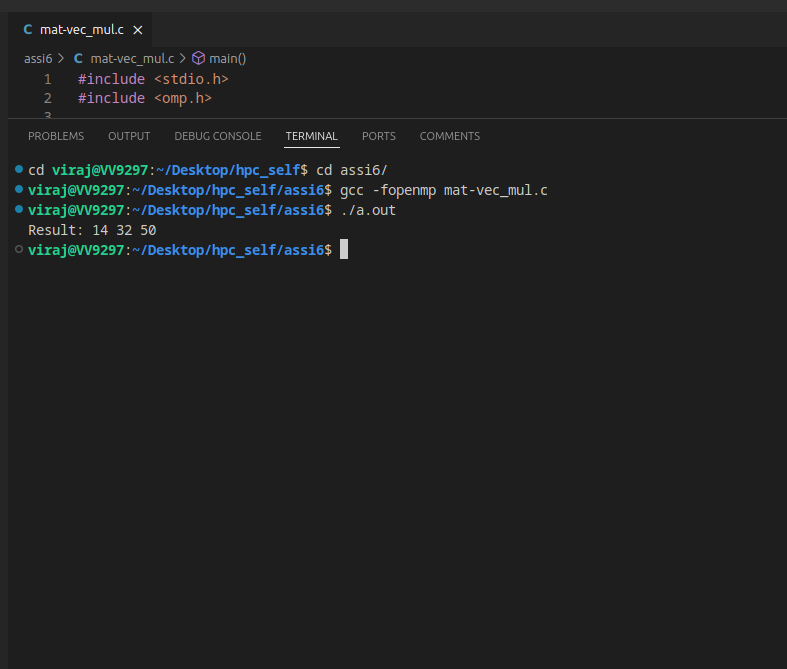 C mat-vec_mul.c ×
assi6 > C mat-vec_mul.c > main()
1 #include <stdio.h>
2 #include <omp.h>
3
PROBLEMS OUTPUT DEBUG CONSOLE TERMINAL PORTS COMMENTS
cd viraj@VV9297:~/Desktop/hpc_self$ cd assi6/
viraj@VV9297:~/Desktop/hpc_self/assi6$ gcc -fopenmp mat-vec_mul.c
viraj@VV9297:~/Desktop/hpc_self/assi6$ ./a.out
Result: 14 32 50
viraj@VV9297:~/Desktop/hpc_self/assi6$